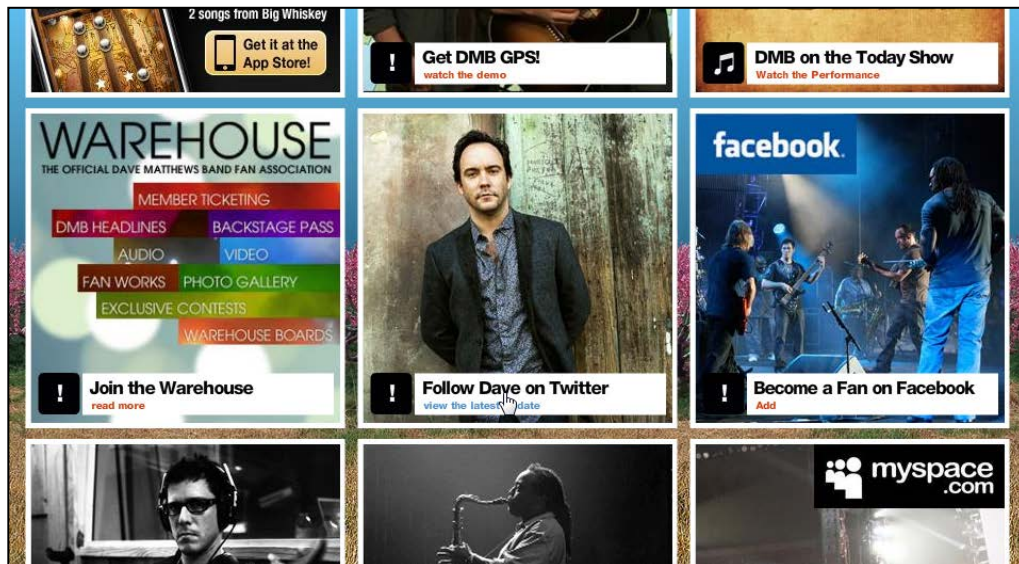 2 songs from Big Whiskey
Get it at the
App Store!
Get DMB GPS!
watch the demo
DMB on the Today Show
Watch the Performance
WAREHOUSE
THE OFFICIAL DAVE MATTHEWS BAND FAN ASSOCIATION
MEMBER TICKETING
DMB HEADLINES
BACKSTAGE PASS
AUDIO
VIDEO
FAN WORKS
PHOTO GALLERY
EXCLUSIVE CONTESTS
WAREHOUSE BOARDS
! Join the Warehouse
read more
! Follow Dave on Twitter
view the latest
facebook.
! Become a Fan on Facebook
Add
myspace
.com